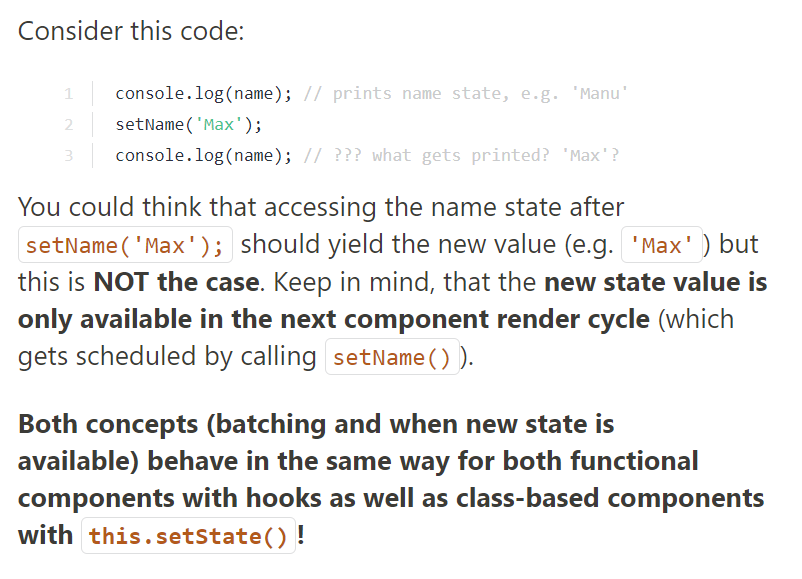 Consider this code:
1 console.log(name); // prints name state, e.g. 'Manu'
2 setName('Max');
3 console.log(name); // ??? what gets printed? 'Max'?
You could think that accessing the name state after
setName('Max'); should yield the new value (e.g. 'Max') but
this is NOT the case. Keep in mind, that the new state value is
only available in the next component render cycle (which
gets scheduled by calling setName()).
Both concepts (batching and when new state is
available) behave in the same way for both functional
components with hooks as well as class-based components
with this.setState()!